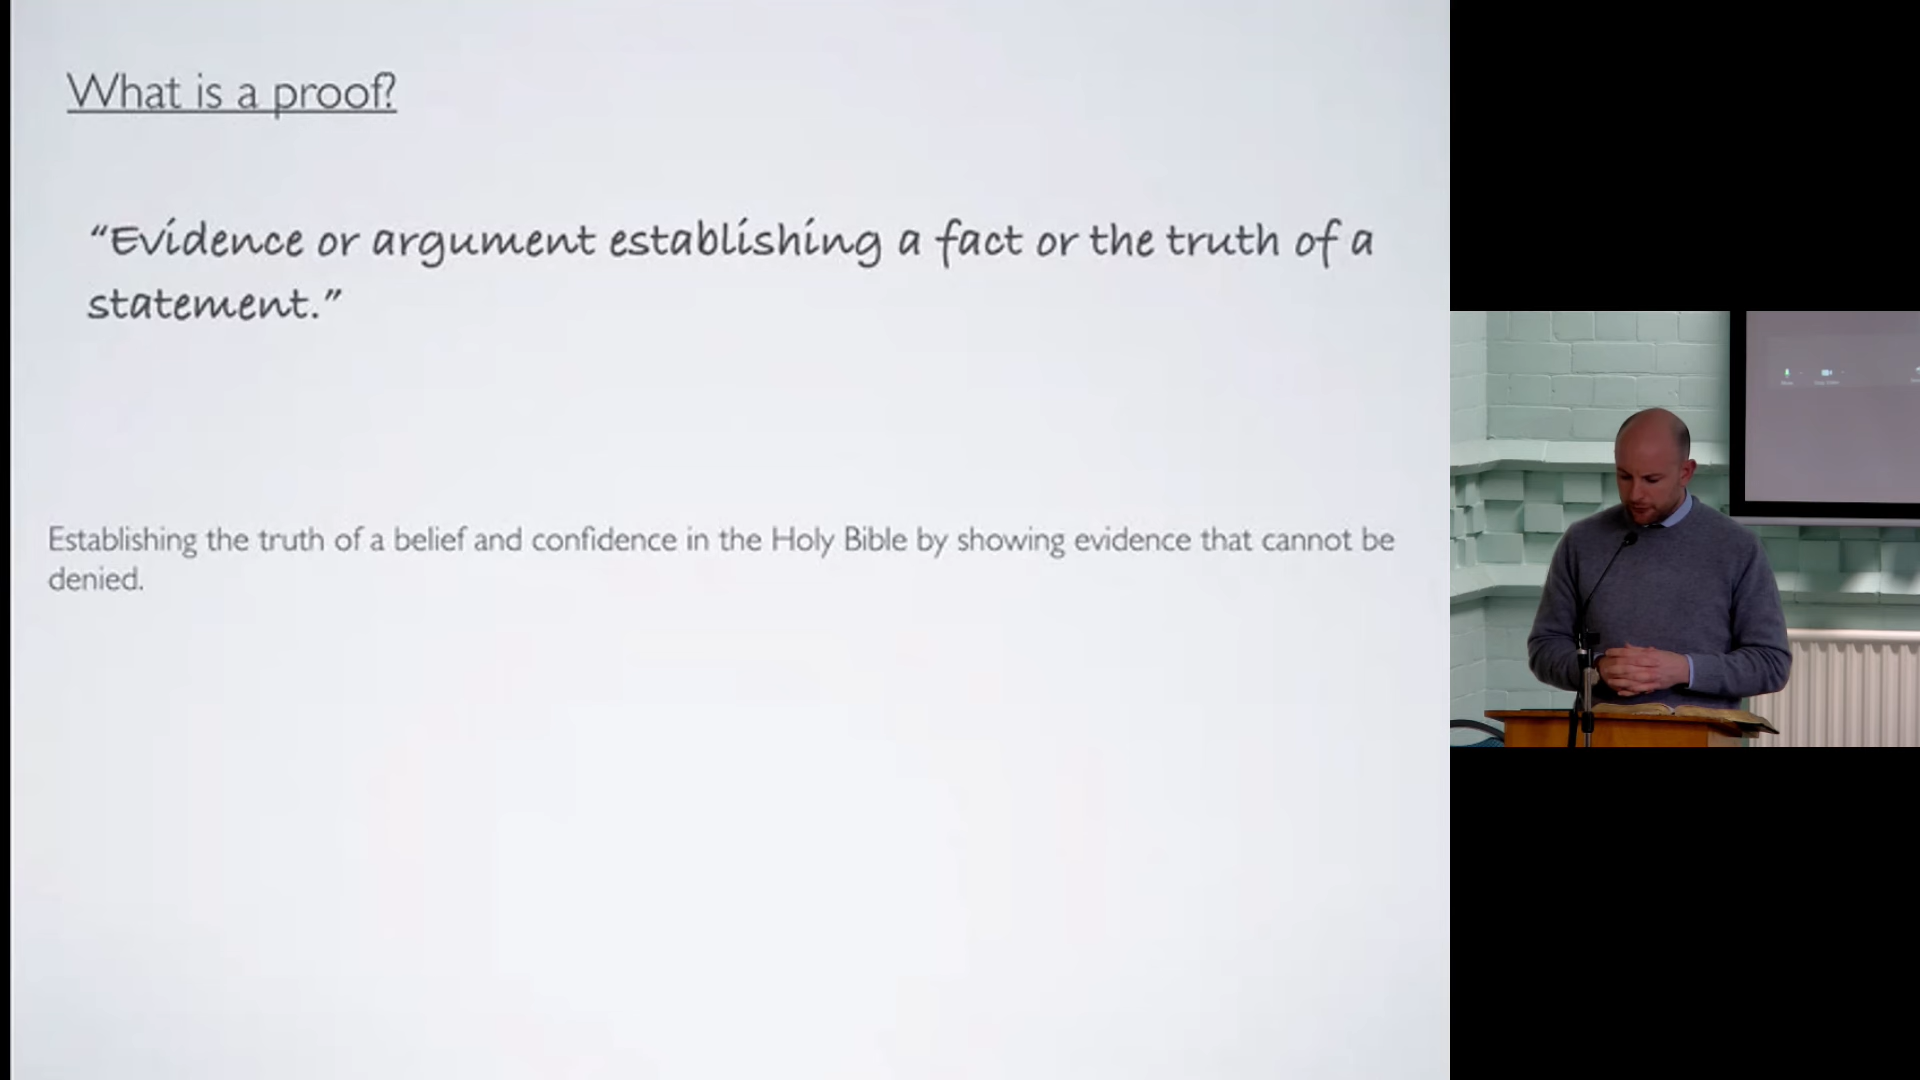 What is a proof?
“Evidence or argument establishing a fact or the truth of a
statement.”
Establishing the truth of a belief and confidence in the Holy Bible by showing evidence that cannot be
denied.